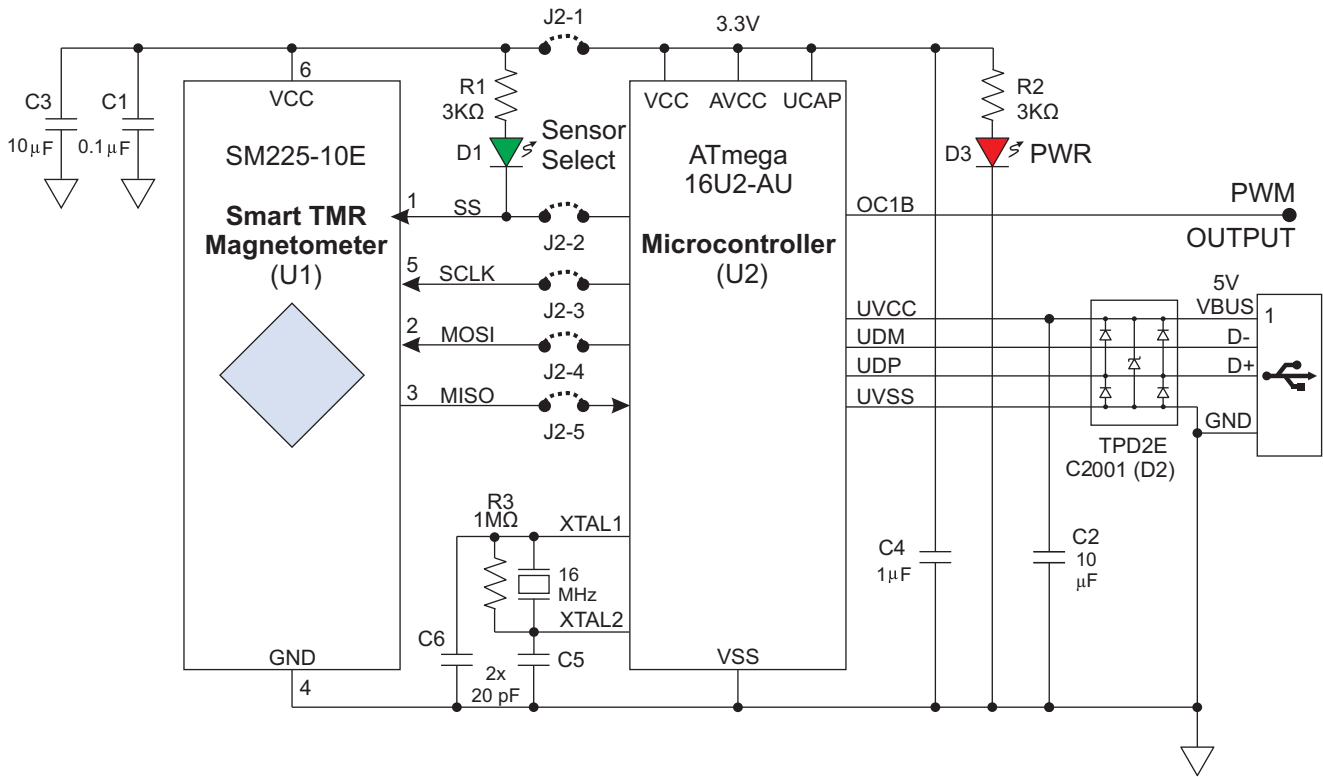 J2-1
3.3V
6
VCC
C3
10μF
C1
0.1μF
R1
3KΩ
D1
Sensor
Select
VCC
AVCC
UCAP
R2
3KΩ
D3
PWR
SM225-10E
Smart TMR
Magnetometer
(U1)
ATmega
16U2-AU
Microcontroller
(U2)
1
SS
J2-2
5
SCLK
J2-3
2
MOSI
J2-4
3
MISO
J2-5
OC1B
PWM
OUTPUT
5V
UVCC
VBUS
1
UDM
D-
UDP
D+
UVSS
GND
TPD2E
C2001 (D2)
R3
1MΩ
XTAL1
16
MHz
XTAL2
C6
C5
2x
20 pF
C4
1μF
C2
10
μF
GND
4
VSS